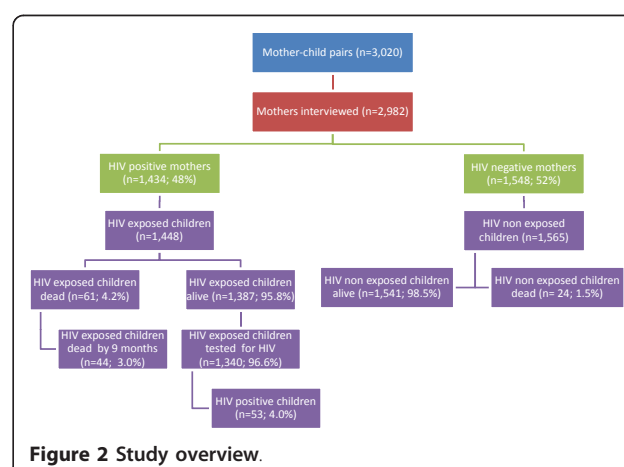 Mother-child pairs (n=3,020)
Mothers interviewed (n=2,982)
HIV positive mothers
(n=1,434; 48%)
HIV negative mothers
(n=1,548; 52%)
HIV exposed children
(n=1,448)
HIV non exposed
children (n=1,565)
HIV exposed children
dead (n=61; 4.2%)
HIV exposed children
alive (n=1,387; 95.8%)
HIV non exposed children
alive (n=1,541; 98.5%)
HIV non exposed children
dead (n= 24; 1.5%)
HIV exposed children
dead by 9 months
(n=44; 3.0%)
HIV exposed children
tested for HIV
(n=1,340; 96.6%)
HIV positive children
(n=53; 4.0%)
Figure 2 Study overview.